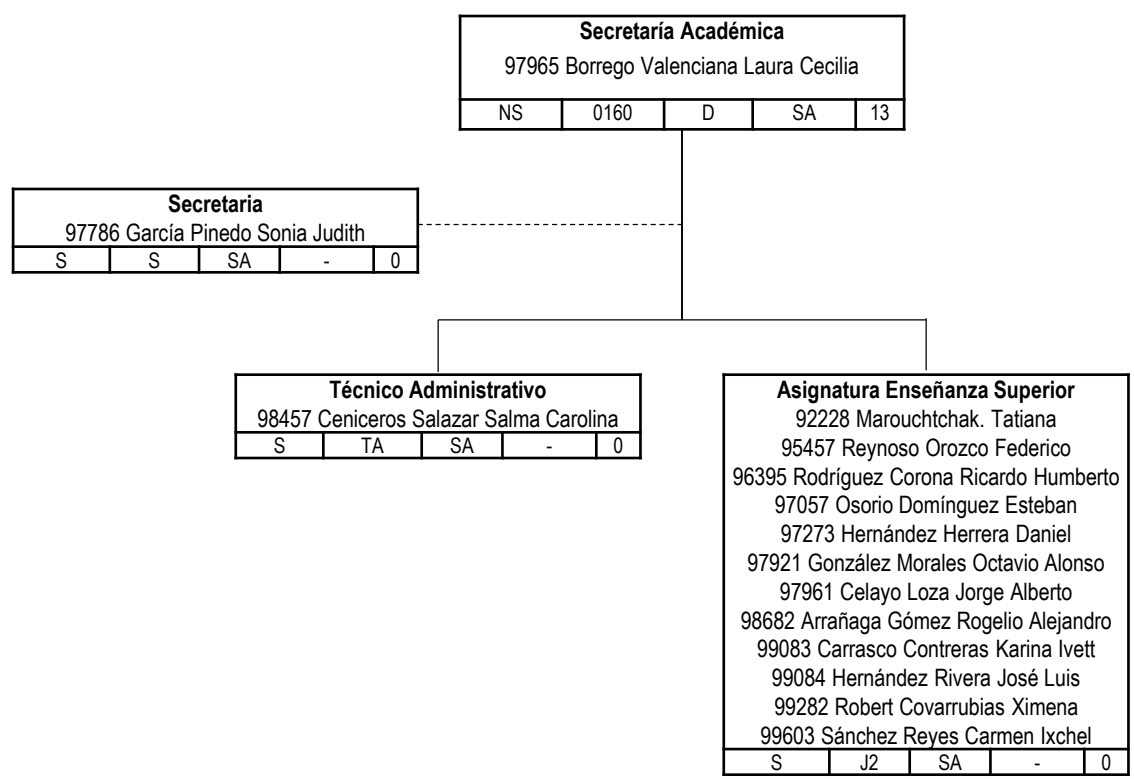 Secretaría Académica
97965 Borrego Valenciana Laura Cecilia
NS 0160 D SA 13
Secretaria
97786 García Pinedo Sonia Judith
S S SA - 0
Técnico Administrativo
98457 Ceniceros Salazar Salma Carolina
S TA SA - 0
Asignatura Enseñanza Superior
92228 Marouchtchak. Tatiana
95457 Reynoso Orozco Federico
96395 Rodríguez Corona Ricardo Humberto
97057 Osorio Domínguez Esteban
97273 Hernández Herrera Daniel
97921 González Morales Octavio Alonso
97961 Celayo Loza Jorge Alberto
98682 Arrañaga Gómez Rogelio Alejandro
99083 Carrasco Contreras Karina Ivett
99084 Hernández Rivera José Luis
99282 Robert Covarrubias Ximena
99603 Sánchez Reyes Carmen Ixchel
S J2 SA - 0